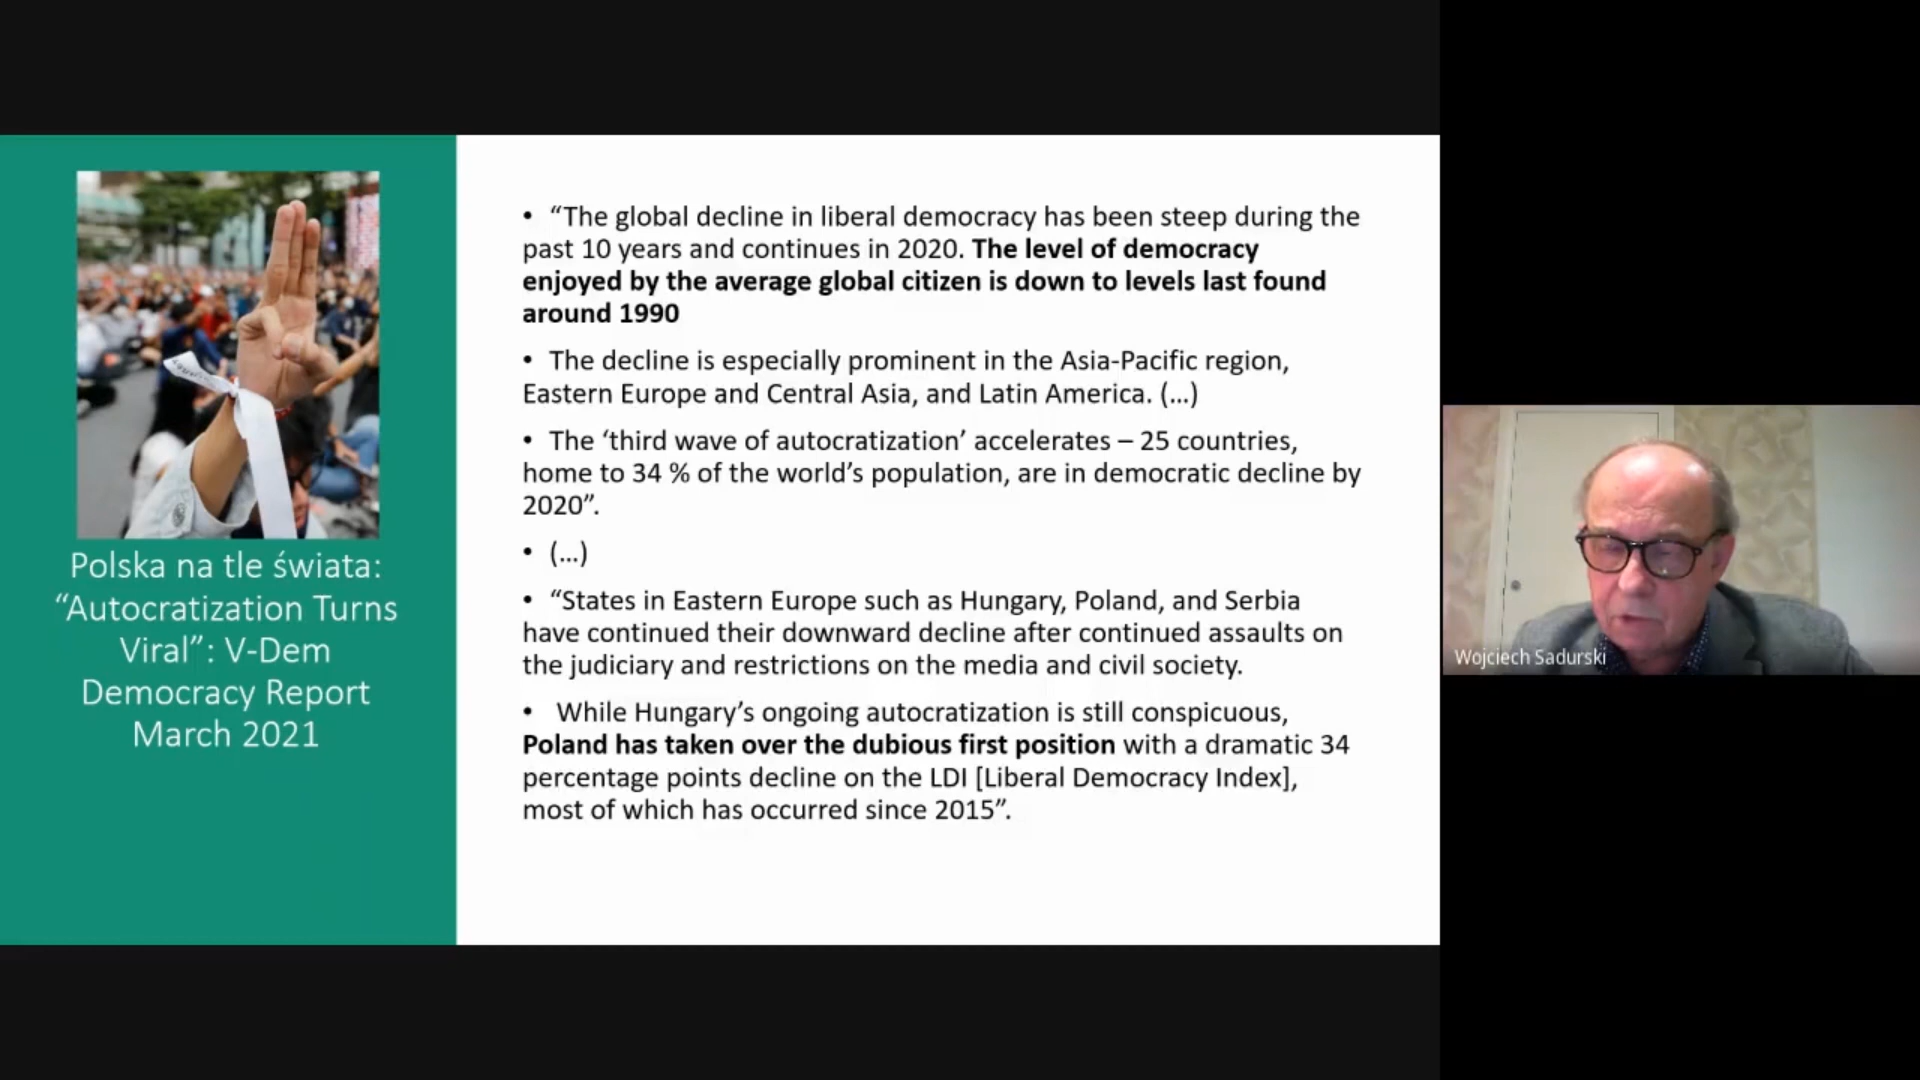 Polska na tle świata:
“Autocratization Turns
Viral”: V-Dem
Democracy Report
March 2021
• “The global decline in liberal democracy has been steep during the
past 10 years and continues in 2020. The level of democracy
enjoyed by the average global citizen is down to levels last found
around 1990
• The decline is especially prominent in the Asia-Pacific region,
Eastern Europe and Central Asia, and Latin America. (...)
• The ‘third wave of autocratization’ accelerates – 25 countries,
home to 34 % of the world’s population, are in democratic decline by
2020”.
• (...)
• “States in Eastern Europe such as Hungary, Poland, and Serbia
have continued their downward decline after continued assaults on
the judiciary and restrictions on the media and civil society.
• While Hungary’s ongoing autocratization is still conspicuous,
Poland has taken over the dubious first position with a dramatic 34
percentage points decline on the LDI [Liberal Democracy Index],
most of which has occurred since 2015”.
Wojciech Sadurski